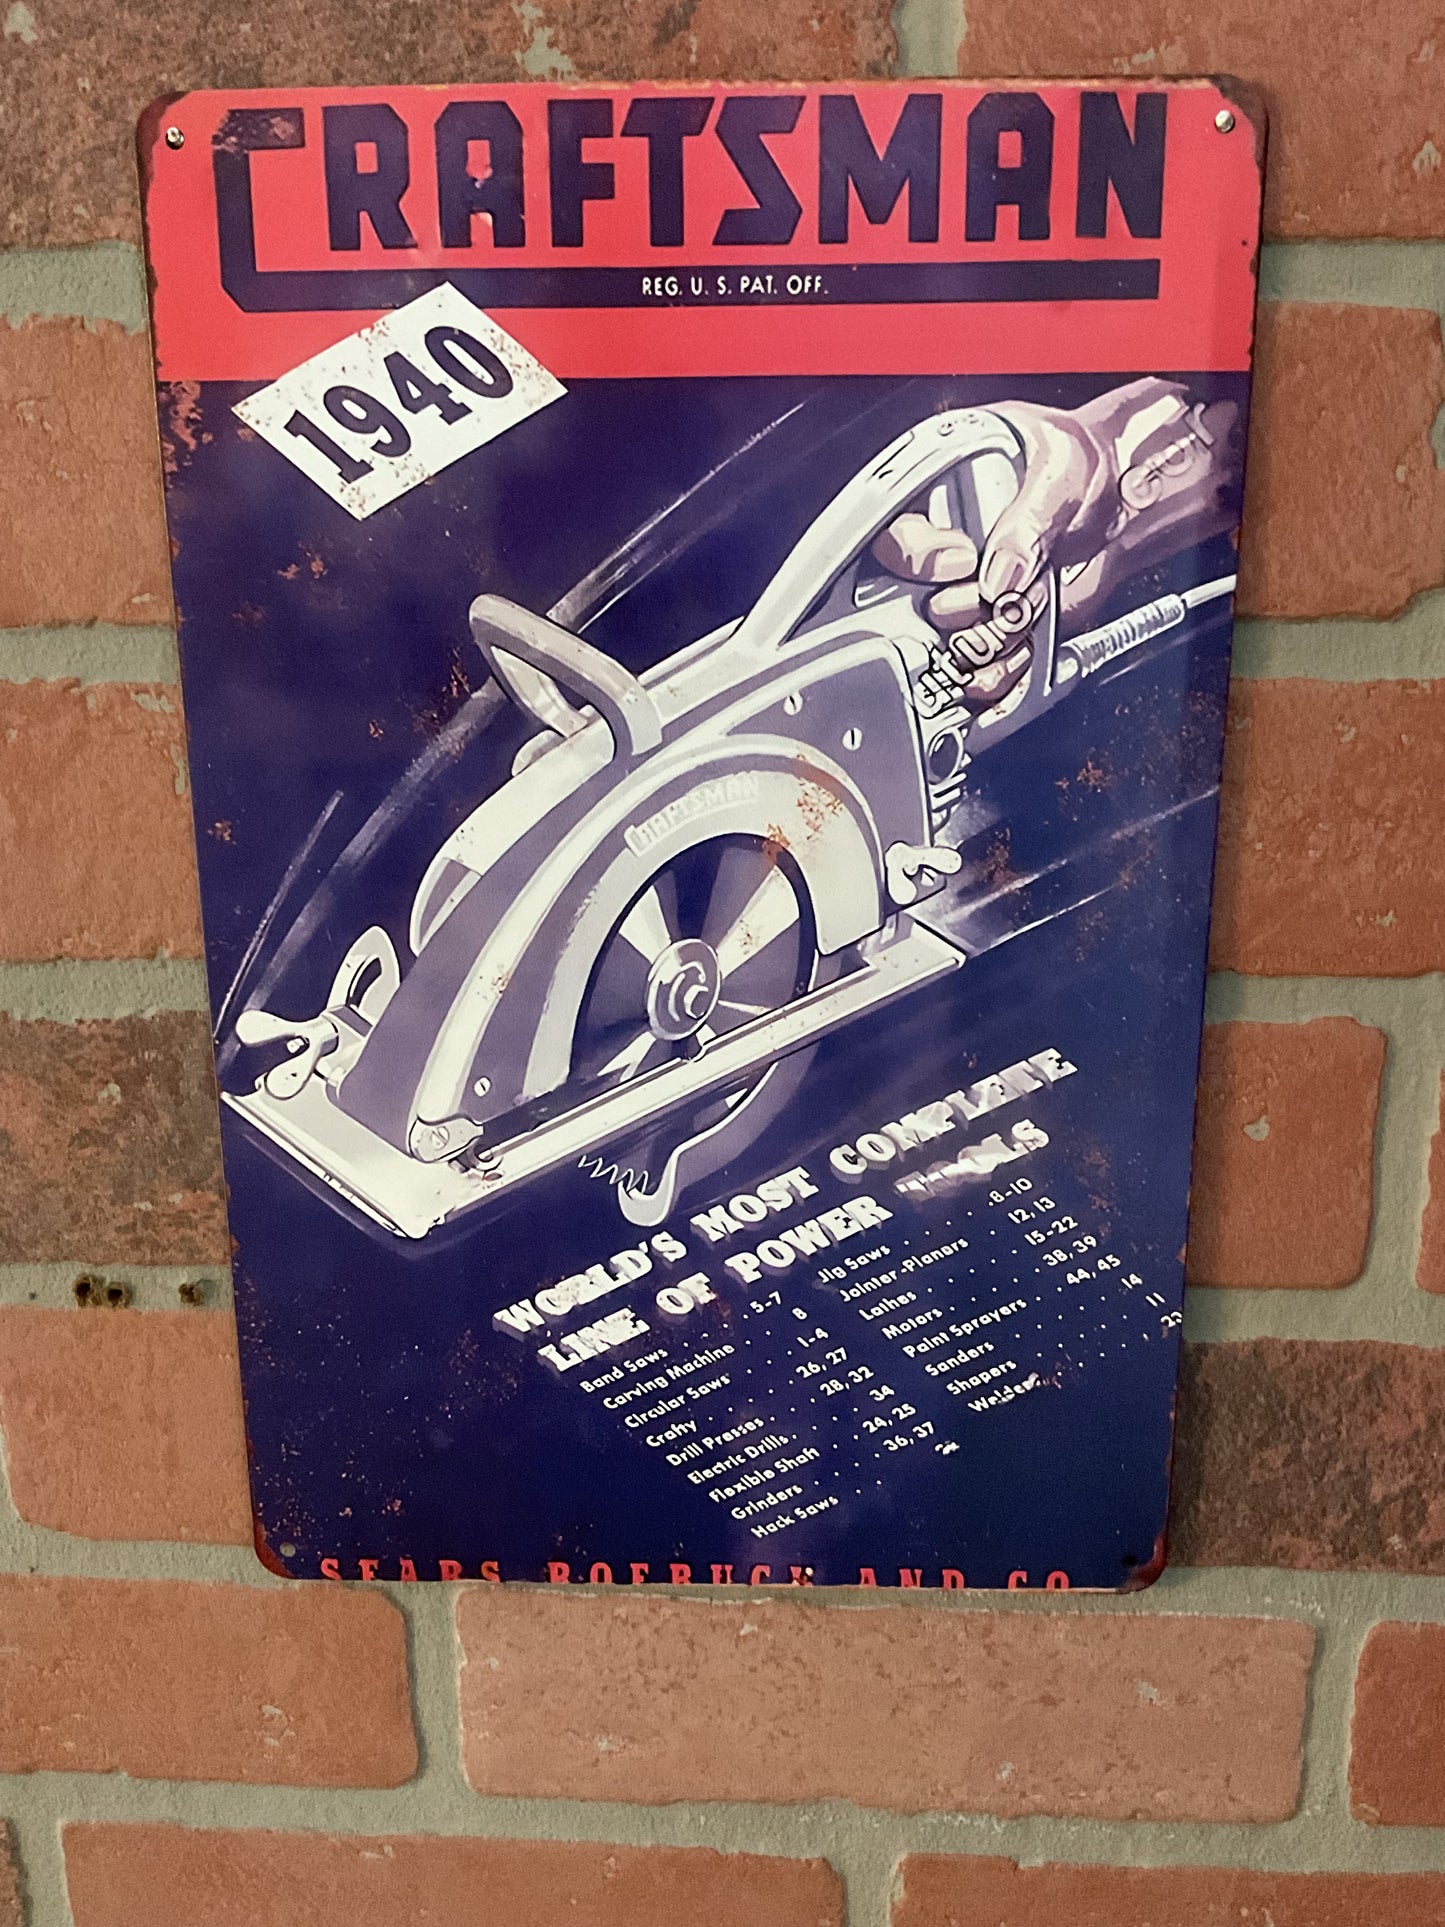 CRAFTSMAN
REG. U. S. PAT. OFF.
1940
CRAFTSMAN
WORLD'S MOST COMPLETE
LINE OF POWER TOOLS
Band Saws . . . . 5-7
Carving Machine . . 8
Circular Saws . . . 1-4
Crafty . . . . . . 26, 27
Drill Presses . . . 28, 32
Electric Drills . . . . . 34
Flexible Shaft . . 24, 25
Grinders . . . . 36, 37
Hack Saws . . .
Jig Saws . . . . . 8-10
Jointer-Planers . . 12, 13
Lathes . . . . . 15-22
Motors . . . . . . 38, 39
Paint Sprayers . . 44, 45
Sanders . . . . . . . 14
Shapers . . . . . . . 11
Welders . . . . . . 23
SEARS, ROEBUCK AND CO.